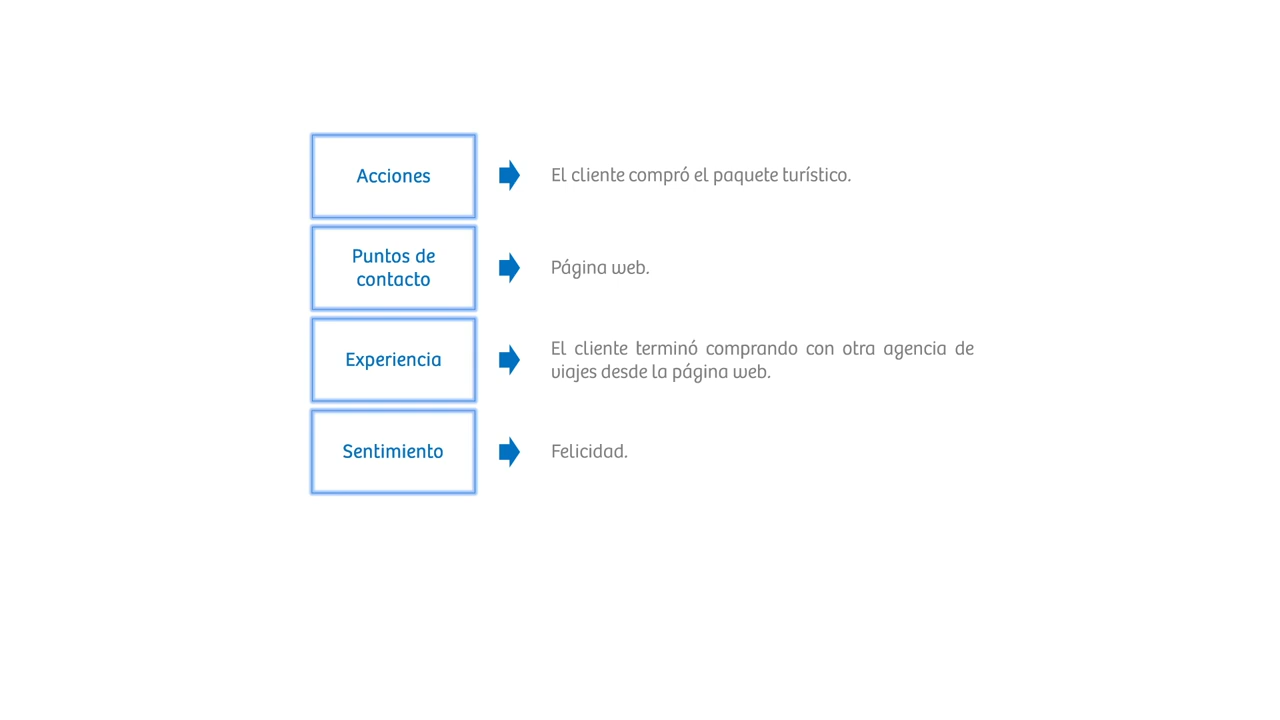 Acciones
El cliente compró el paquete turístico.
Puntos de
contacto
Página web.
Experiencia
El cliente terminó comprando con otra agencia de
viajes desde la página web.
Sentimiento
Felicidad.